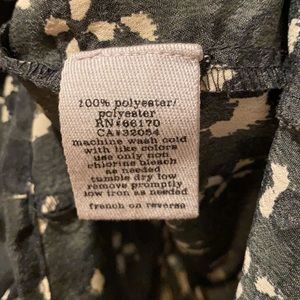 100% polyester/
polyester
RN#66170
CA#32054
machine wash cold
with like colors
use only non
chlorine bleach
as needed
tumble dry low
remove promptly
low iron as needed
french on reverse